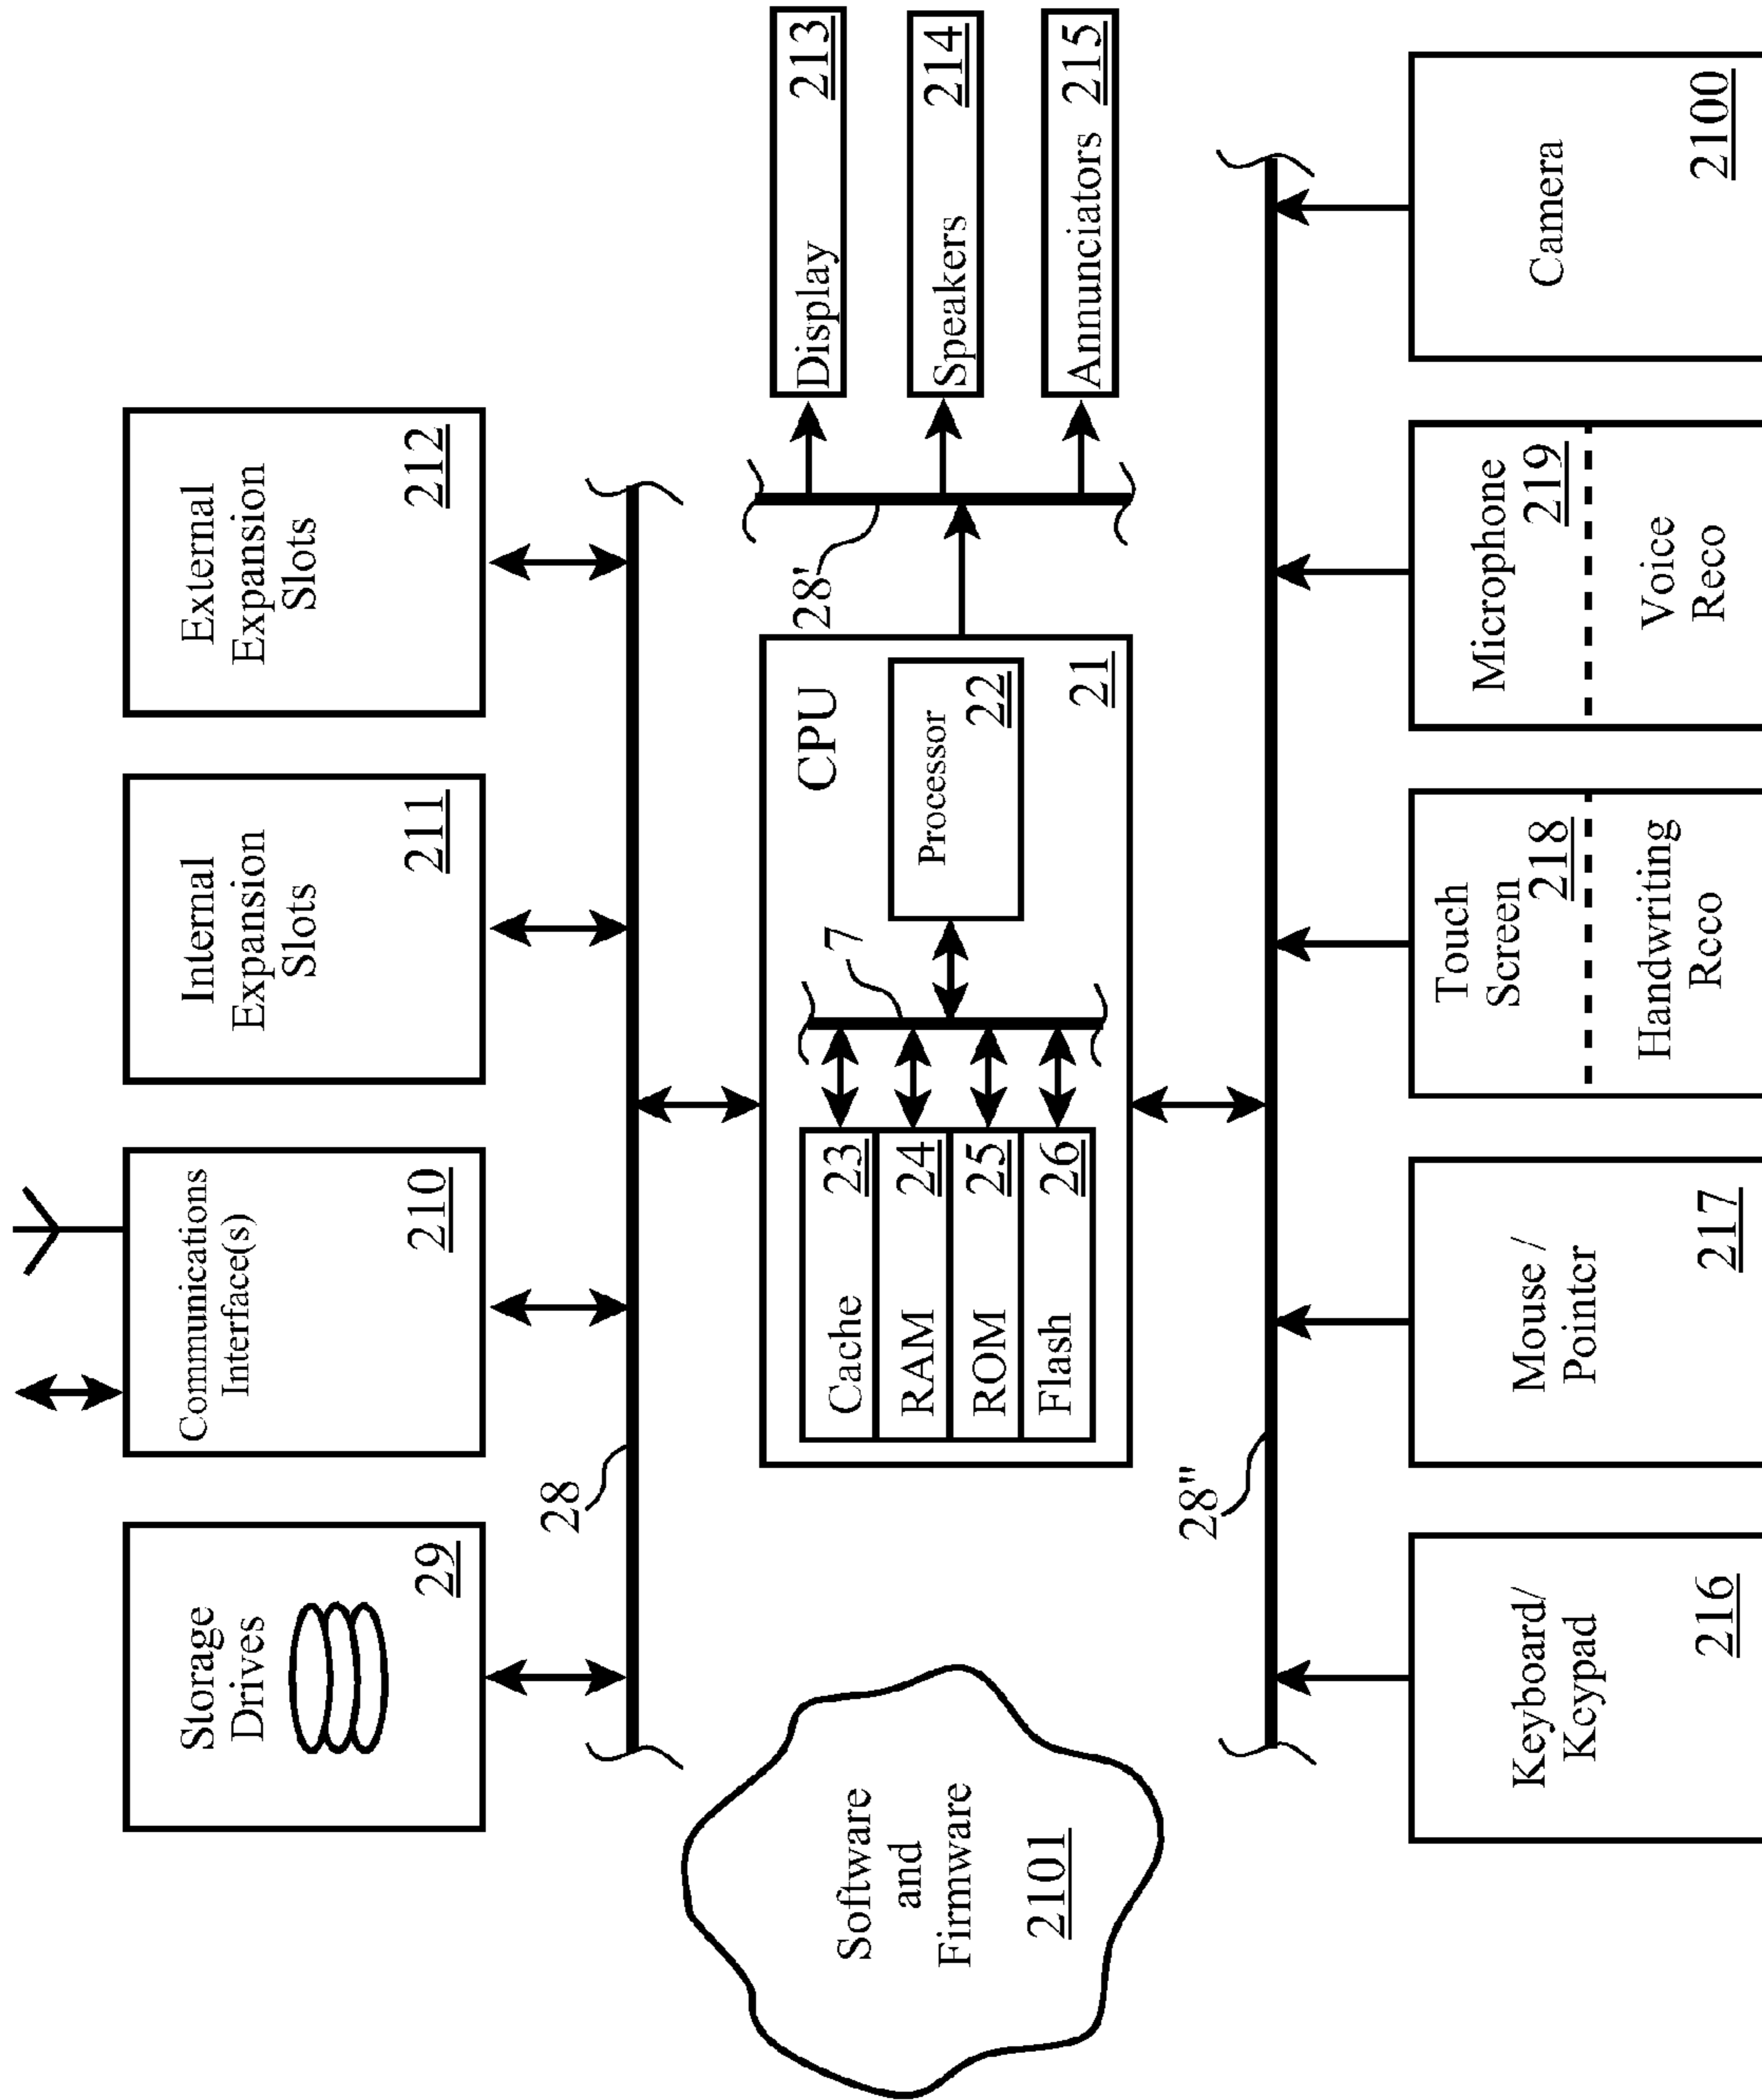 Storage
Drives
29
Communications
Interface(s)
210
Internal
Expansion
Slots
211
External
Expansion
Slots
212
28
Software
and
Firmware
2101
CPU
Cache 23
RAM 24
ROM 25
Flash 26
7
Processor
22
21
28'
Display 213
Speakers 214
Annunciators 215
28"
Keyboard/
Keypad
216
Mouse /
Pointer
217
Touch
Screen
218
Handwriting
Reco
Microphone
219
Voice
Reco
Camera
2100